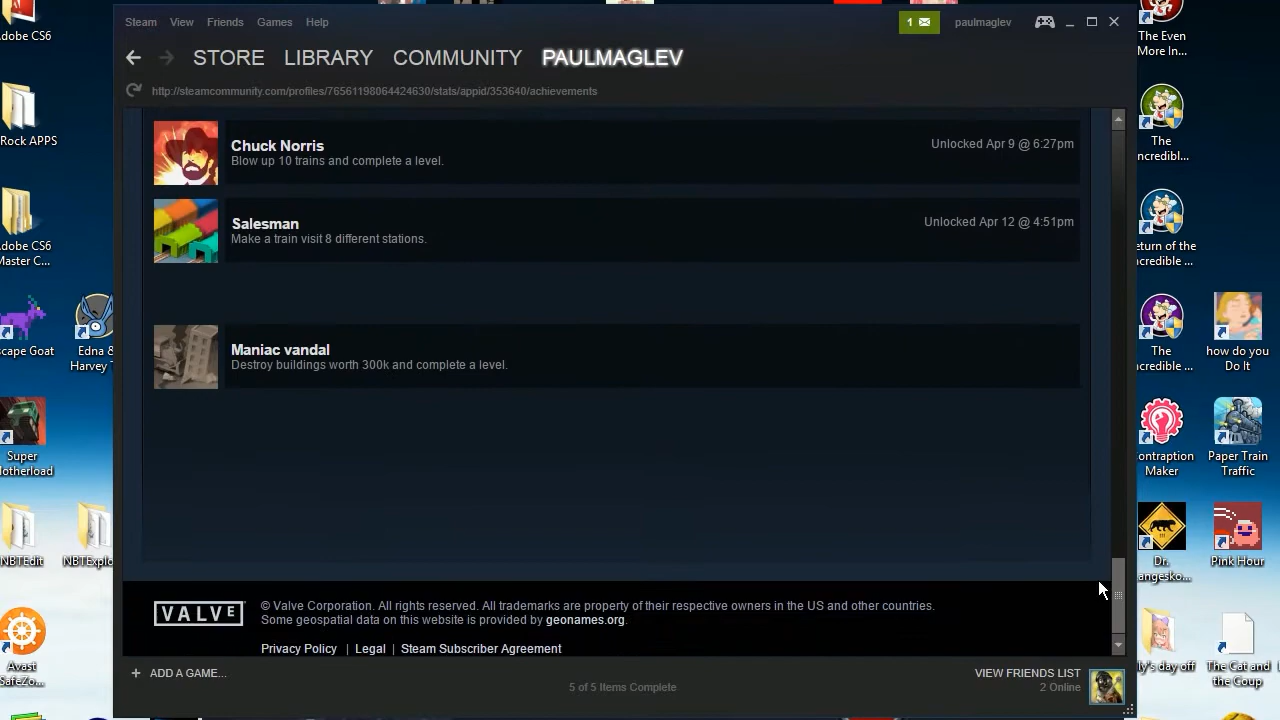 Steam View Friends Games Help
1 paulmaglev
STORE LIBRARY COMMUNITY PAULMAGLEV
http://steamcommunity.com/profiles/76561198064424630/stats/appid/353640/achievements
Chuck Norris
Blow up 10 trains and complete a level.
Unlocked Apr 9 @ 6:27pm
Salesman
Make a train visit 8 different stations.
Unlocked Apr 12 @ 4:51pm
Maniac vandal
Destroy buildings worth 300k and complete a level.
VALVE
© Valve Corporation. All rights reserved. All trademarks are property of their respective owners in the US and other countries.
Some geospatial data on this website is provided by geonames.org.
Privacy Policy | Legal | Steam Subscriber Agreement
+ ADD A GAME...
5 of 5 Items Complete
VIEW FRIENDS LIST
2 Online
dobe CS6
Rock APPS
dobe CS6
Master C...
cape Goat
Edna &
Harvey T
Super
otherload
NBTEdit
NBTExplo
Avast
SafeZo...
The Even
More In...
The
Incredibl...
eturn of the
ncredible ...
The
Incredible ...
how do you
Do It
ontraption
Maker
Paper Train
Traffic
Dr.
angesko...
Pink Hour
ly's day off
The Cat and
the Coup